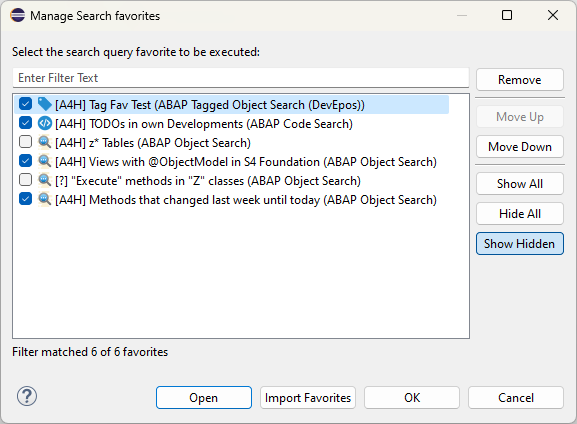 Manage Search favorites
Select the search query favorite to be executed:
Enter Filter Text
Remove
[A4H] Tag Fav Test (ABAP Tagged Object Search (DevEpos))
[A4H] TODOs in own Developments (ABAP Code Search)
[A4H] z* Tables (ABAP Object Search)
[A4H] Views with @ObjectModel in S4 Foundation (ABAP Object Search)
[?] "Execute" methods in "Z" classes (ABAP Object Search)
[A4H] Methods that changed last week until today (ABAP Object Search)
Move Up
Move Down
Show All
Hide All
Show Hidden
Filter matched 6 of 6 favorites
?
Open
Import Favorites
OK
Cancel